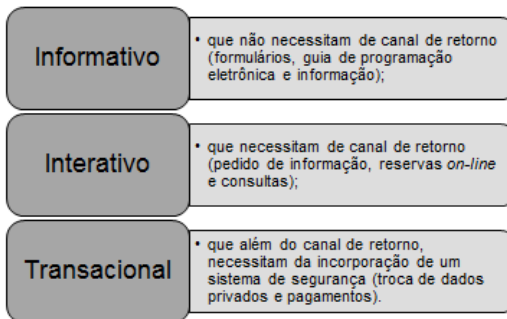 Informativo
• que não necessitam de canal de retorno
(formulários, guia de programação
eletrônica e informação);
Interativo
• que necessitam de canal de retorno
(pedido de informação, reservas on-line
e consultas);
Transacional
• que além do canal de retorno,
necessitam da incorporação de um
sistema de segurança (troca de dados
privados e pagamentos).